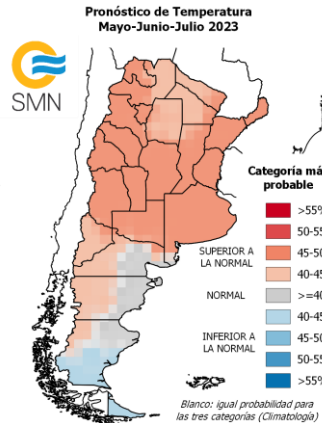 Pronóstico de Temperatura
Mayo-Junio-Julio 2023
SMN
Categoría má
probable
>55%
50-55
45-50
40-45
>=40
40-45
45-50
50-55
>55%
SUPERIOR A
LA NORMAL
NORMAL
INFERIOR A
LA NORMAL
Blanco: igual probabilidad para
las tres categorías (Climatología)